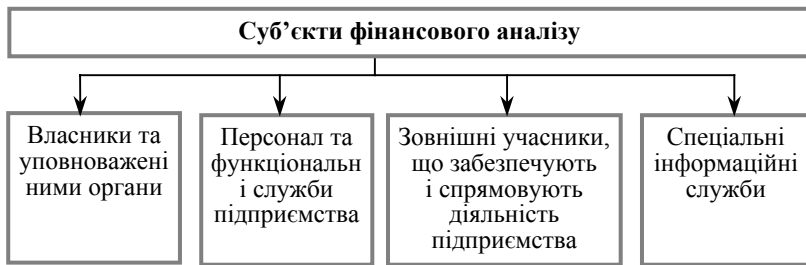 Суб’єкти фінансового аналізу
Власники та
уповноважені
ними органи
Персонал та
функціональн
і служби
підприємства
Зовнішні учасники,
що забезпечують
і спрямовують
діяльність
підприємства
Спеціальні
інформаційні
служби